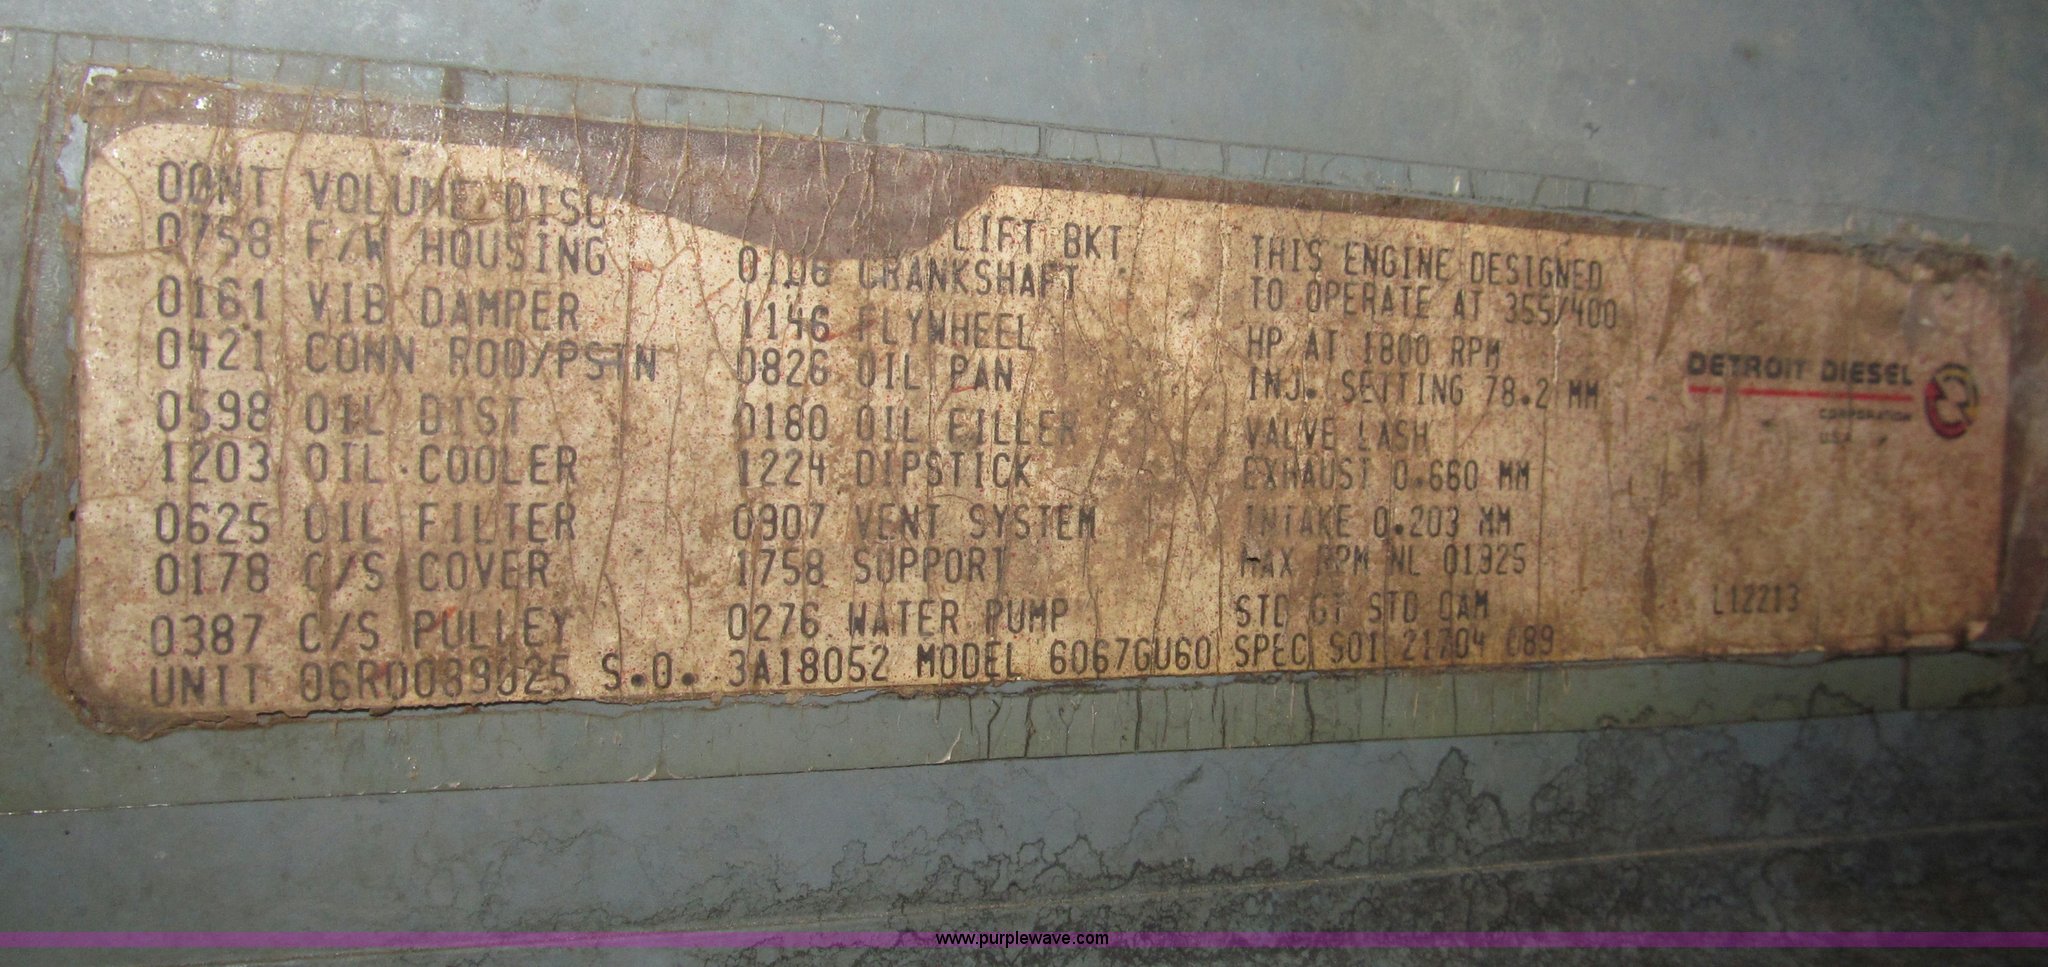 CONT VOLUME DISC
0758 F/W HOUSING
0161 VIB DAMPER
0421 CONN ROD/PSTN
0598 OIL DIST
1203 OIL COOLER
0625 OIL FILTER
0178 C/S COVER
0387 C/S PULLEY
LIFT BKT
CRANKSHAFT
1146 FLYWHEEL
0826 OIL PAN
0180 OIL FILLER
1224 DIPSTICK
0907 VENT SYSTEM
1758 SUPPORT
0276 WATER PUMP
THIS ENGINE DESIGNED
TO OPERATE AT 355/400
HP AT 1800 RPM
INJ. SETTING 78.2 MM
VALVE LASH
EXHAUST 0.660 MM
INTAKE 0.203 MM
MAX RPM NL 01925
STD GT STD CAM
UNIT 06R0039025 S.O. 3A18052 MODEL 6067GU60 SPEC S01 21704 689
DETROIT DIESEL
CORPORATION
U.S.A.
L12213
www.purplewave.com